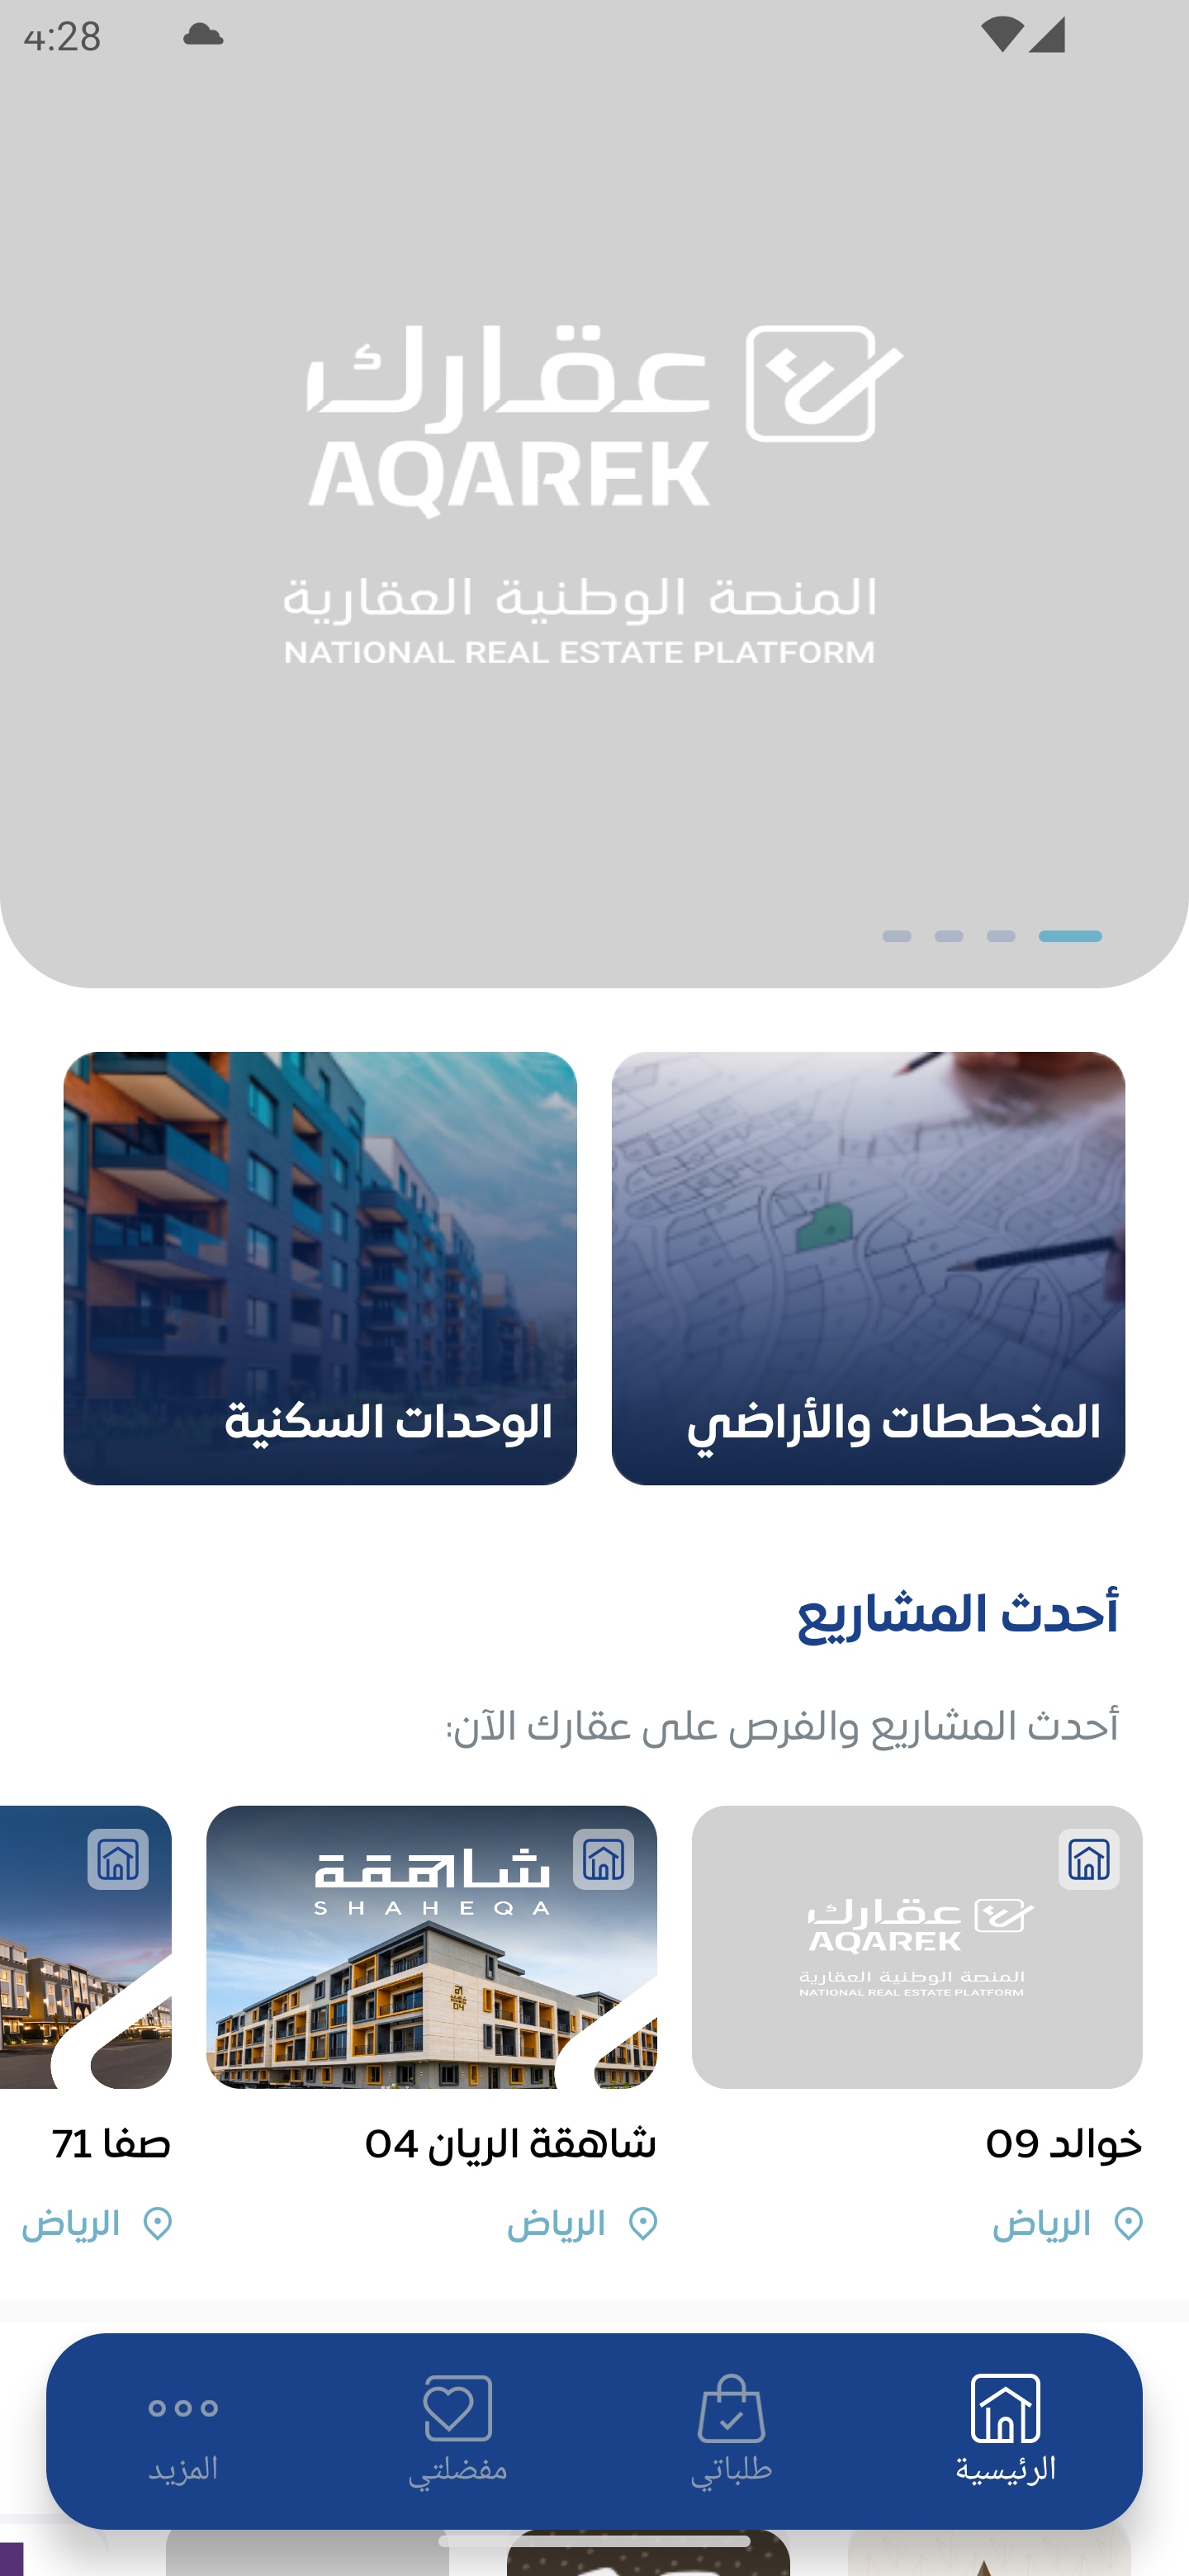 4:28
عقارك
AQAREK
المنصة الوطنية العقارية
NATIONAL REAL ESTATE PLATFORM
المخططات والأراضي
الوحدات السكنية
أحدث المشاريع
أحدث المشاريع والفرص على عقارك الآن:
عقارك
AQAREK
المنصة الوطنية العقارية
NATIONAL REAL ESTATE PLATFORM
شاهقة
SHAHEQA
04
خوالد 09
شاهقة الريان 04
صفا 71
الرياض
الرياض
الرياض
الرئيسية
طلباتي
مفضلتي
المزيد